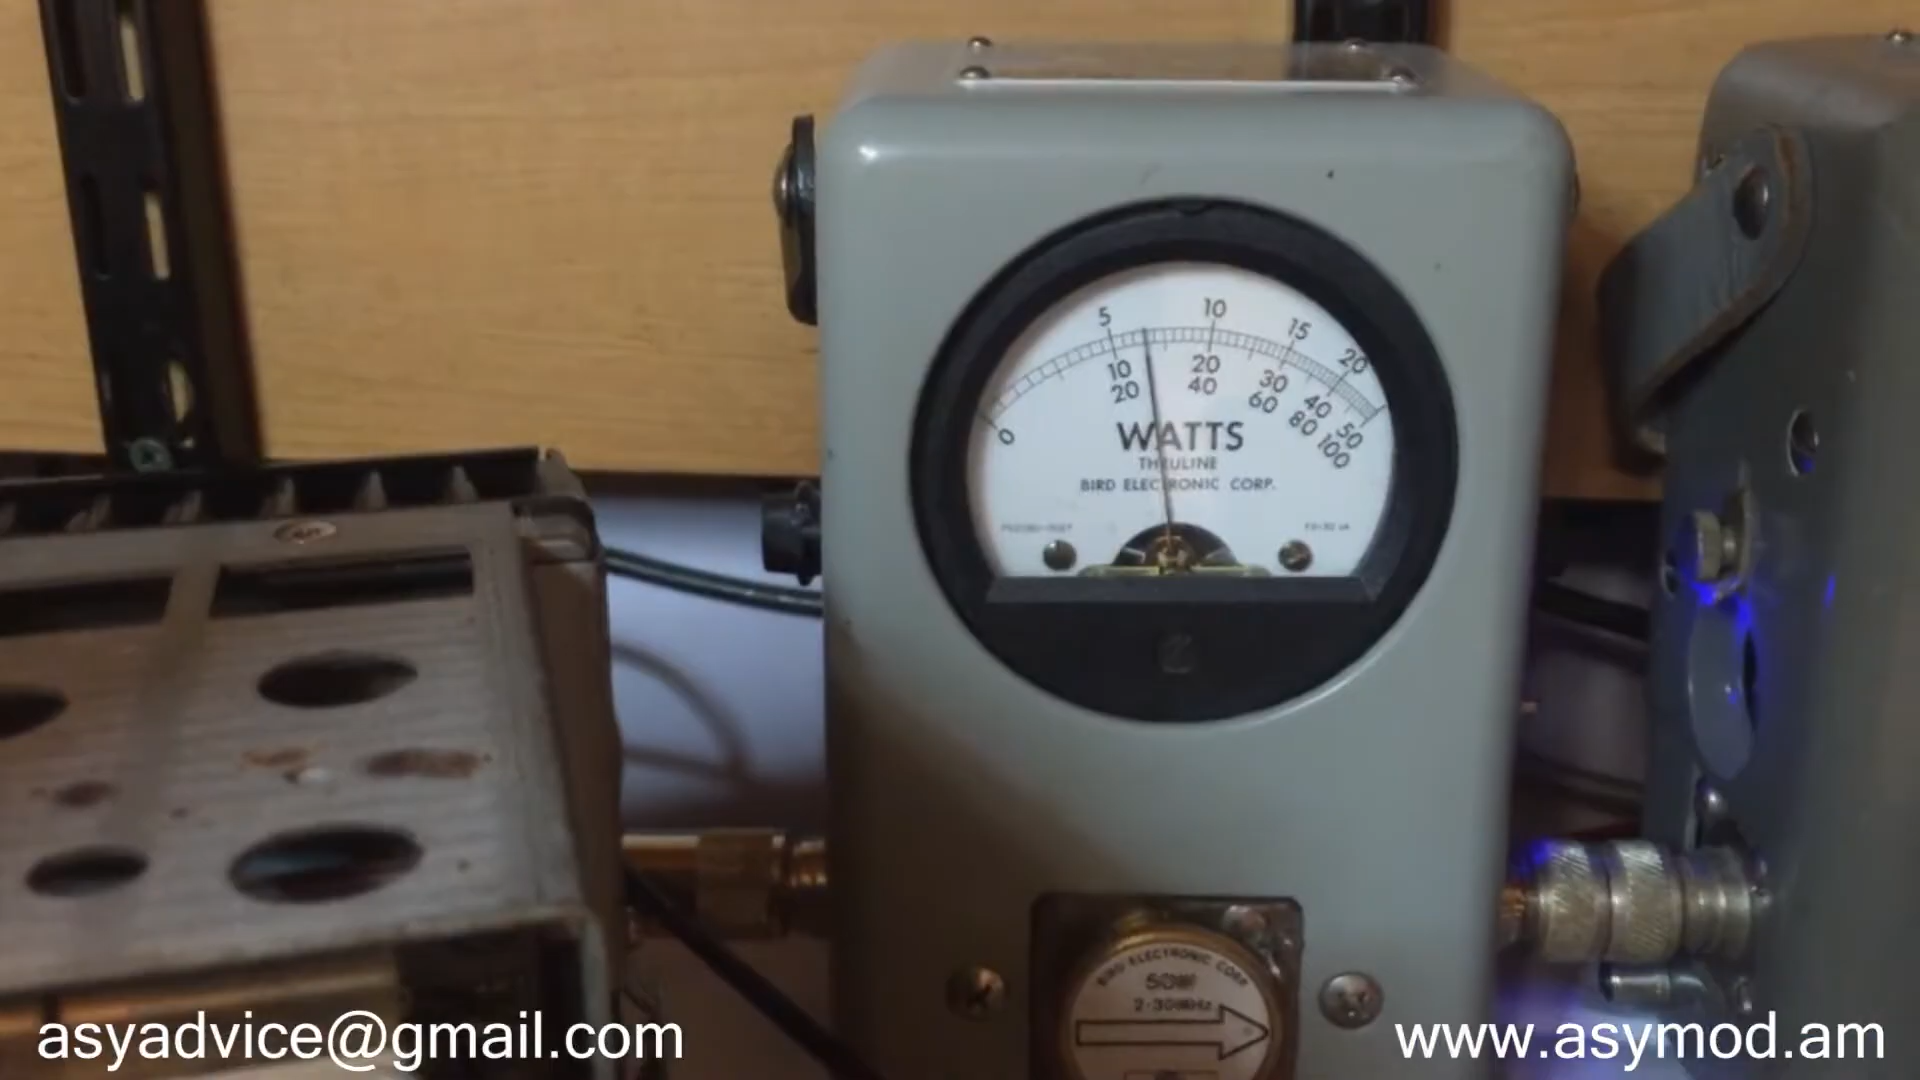 5 10 15 20
10 20 30 40 50
0 20 40 60 80 100
WATTS
THRULINE
BIRD ELECTRONIC CORP.
BIRD ELECTRONIC CORP.
50W
2-30MHz
asyadvice@gmail.com
www.asymod.am